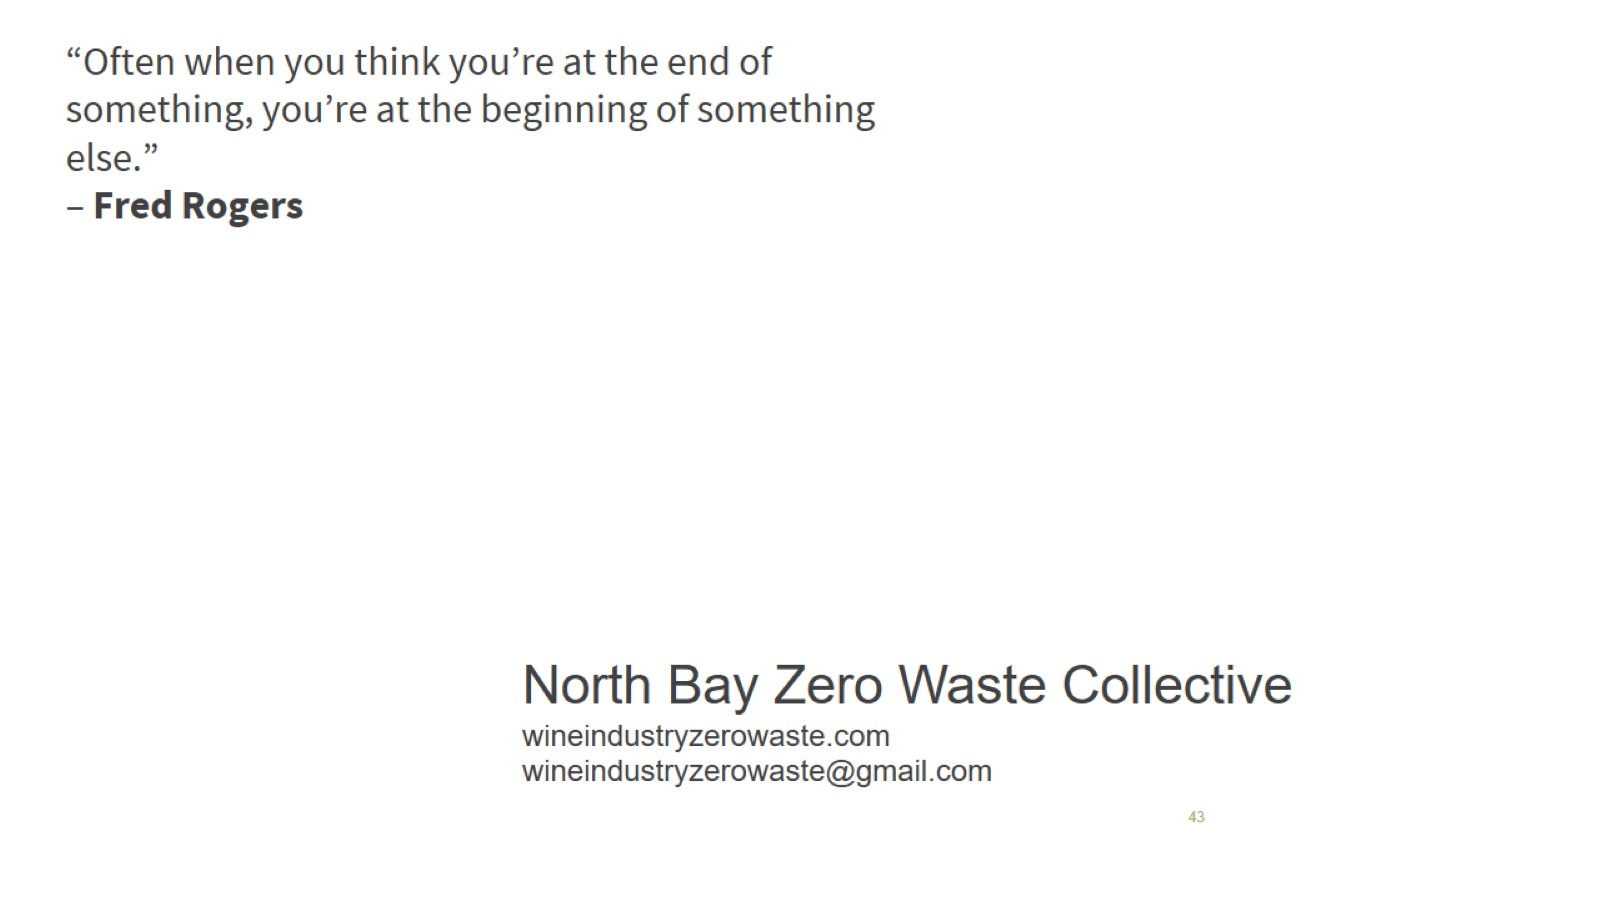 “Often when you think you’re at the end of
something, you’re at the beginning of something
else.”
– Fred Rogers
North Bay Zero Waste Collective
wineindustryzerowaste.com
wineindustryzerowaste@gmail.com
43